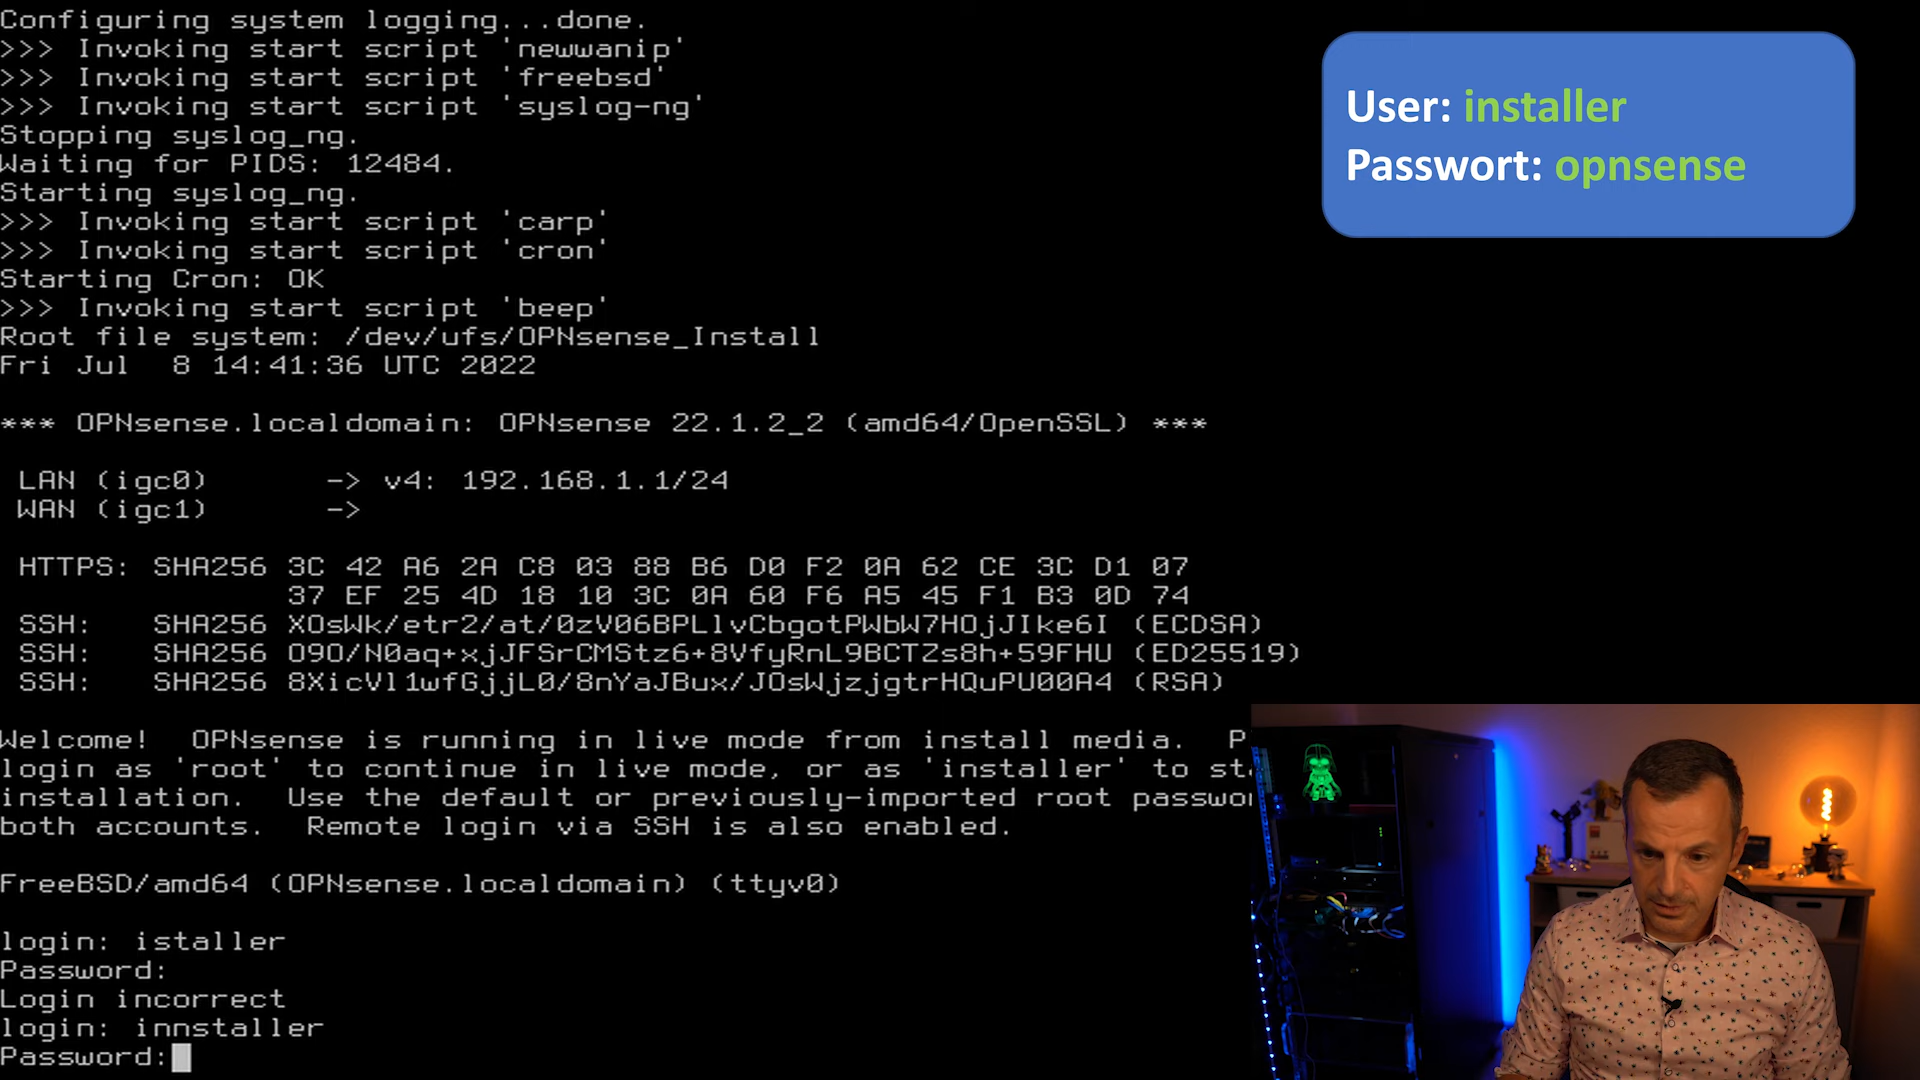 Configuring system logging...done.
>>> Invoking start script 'newwanip'
>>> Invoking start script 'freebsd'
>>> Invoking start script 'syslog-ng'
Stopping syslog_ng.
Waiting for PIDS: 12484.
Starting syslog_ng.
>>> Invoking start script 'carp'
>>> Invoking start script 'cron'
Starting Cron: OK
>>> Invoking start script 'beep'
Root file system: /dev/ufs/OPNsense_Install
Fri Jul  8 14:41:36 UTC 2022
*** OPNsense.localdomain: OPNsense 22.1.2_2 (amd64/OpenSSL) ***
LAN (igc0)      -> v4: 192.168.1.1/24
WAN (igc1)      ->
HTTPS: SHA256 3C 42 A6 2A C8 03 88 B6 D0 F2 0A 62 CE 3C D1 07
37 EF 25 4D 18 10 3C 0A 60 F6 A5 45 F1 B3 0D 74
SSH:   SHA256 XOsWk/etr2/at/0zV06BPLlvCbgotPWbW7HOjJIke6I (ECDSA)
SSH:   SHA256 O9O/N0aq+xjJFSrCMStz6+8VfyRnL9BCTZs8h+59FHU (ED25519)
SSH:   SHA256 8XicVl1wfGjjL0/8nYaJBux/JOsWjzjgtrHQuPU00A4 (RSA)
Welcome!  OPNsense is running in live mode from install media.  P
login as 'root' to continue in live mode, or as 'installer' to st
installation.  Use the default or previously-imported root passwo
both accounts.  Remote login via SSH is also enabled.
FreeBSD/amd64 (OPNsense.localdomain) (ttyv0)
login: istaller
Password:
Login incorrect
login: innstaller
Password:
User: installer
Passwort: opnsense